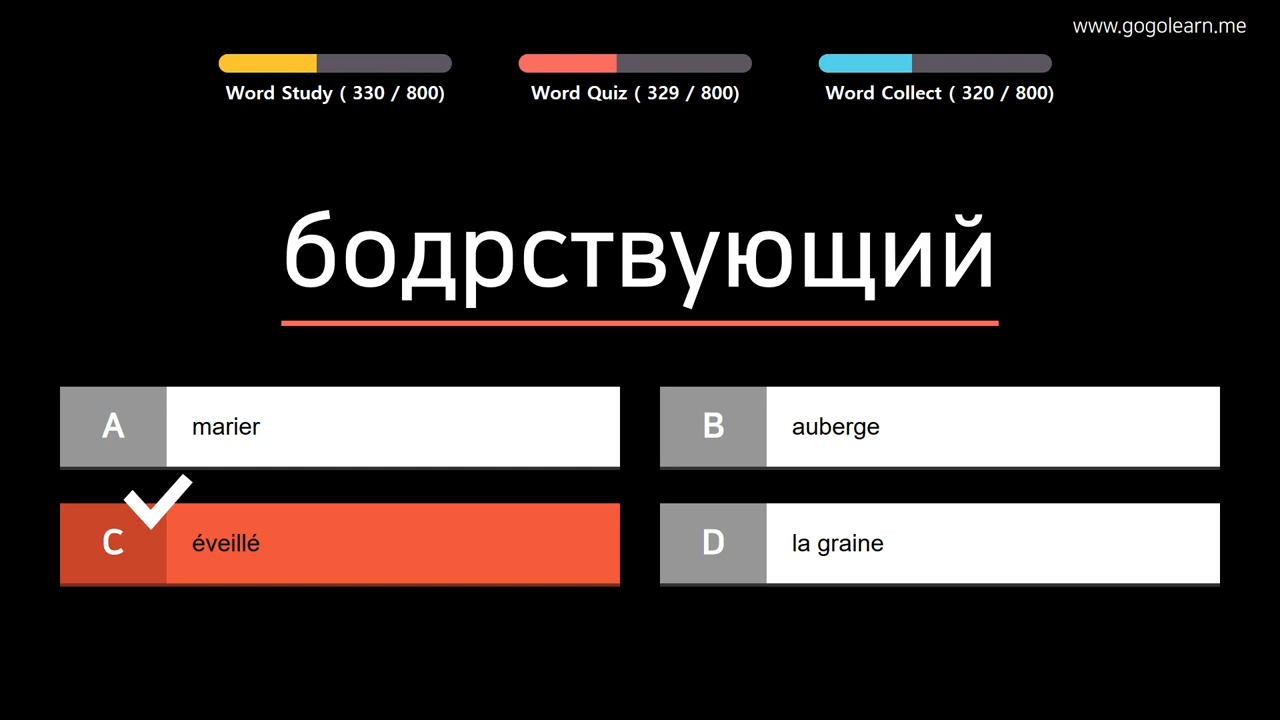 www.gogolearn.me
Word Study ( 330 / 800)
Word Quiz ( 329 / 800)
Word Collect ( 320 / 800)
бодрствующий
A marier
B auberge
C éveillé
D la graine